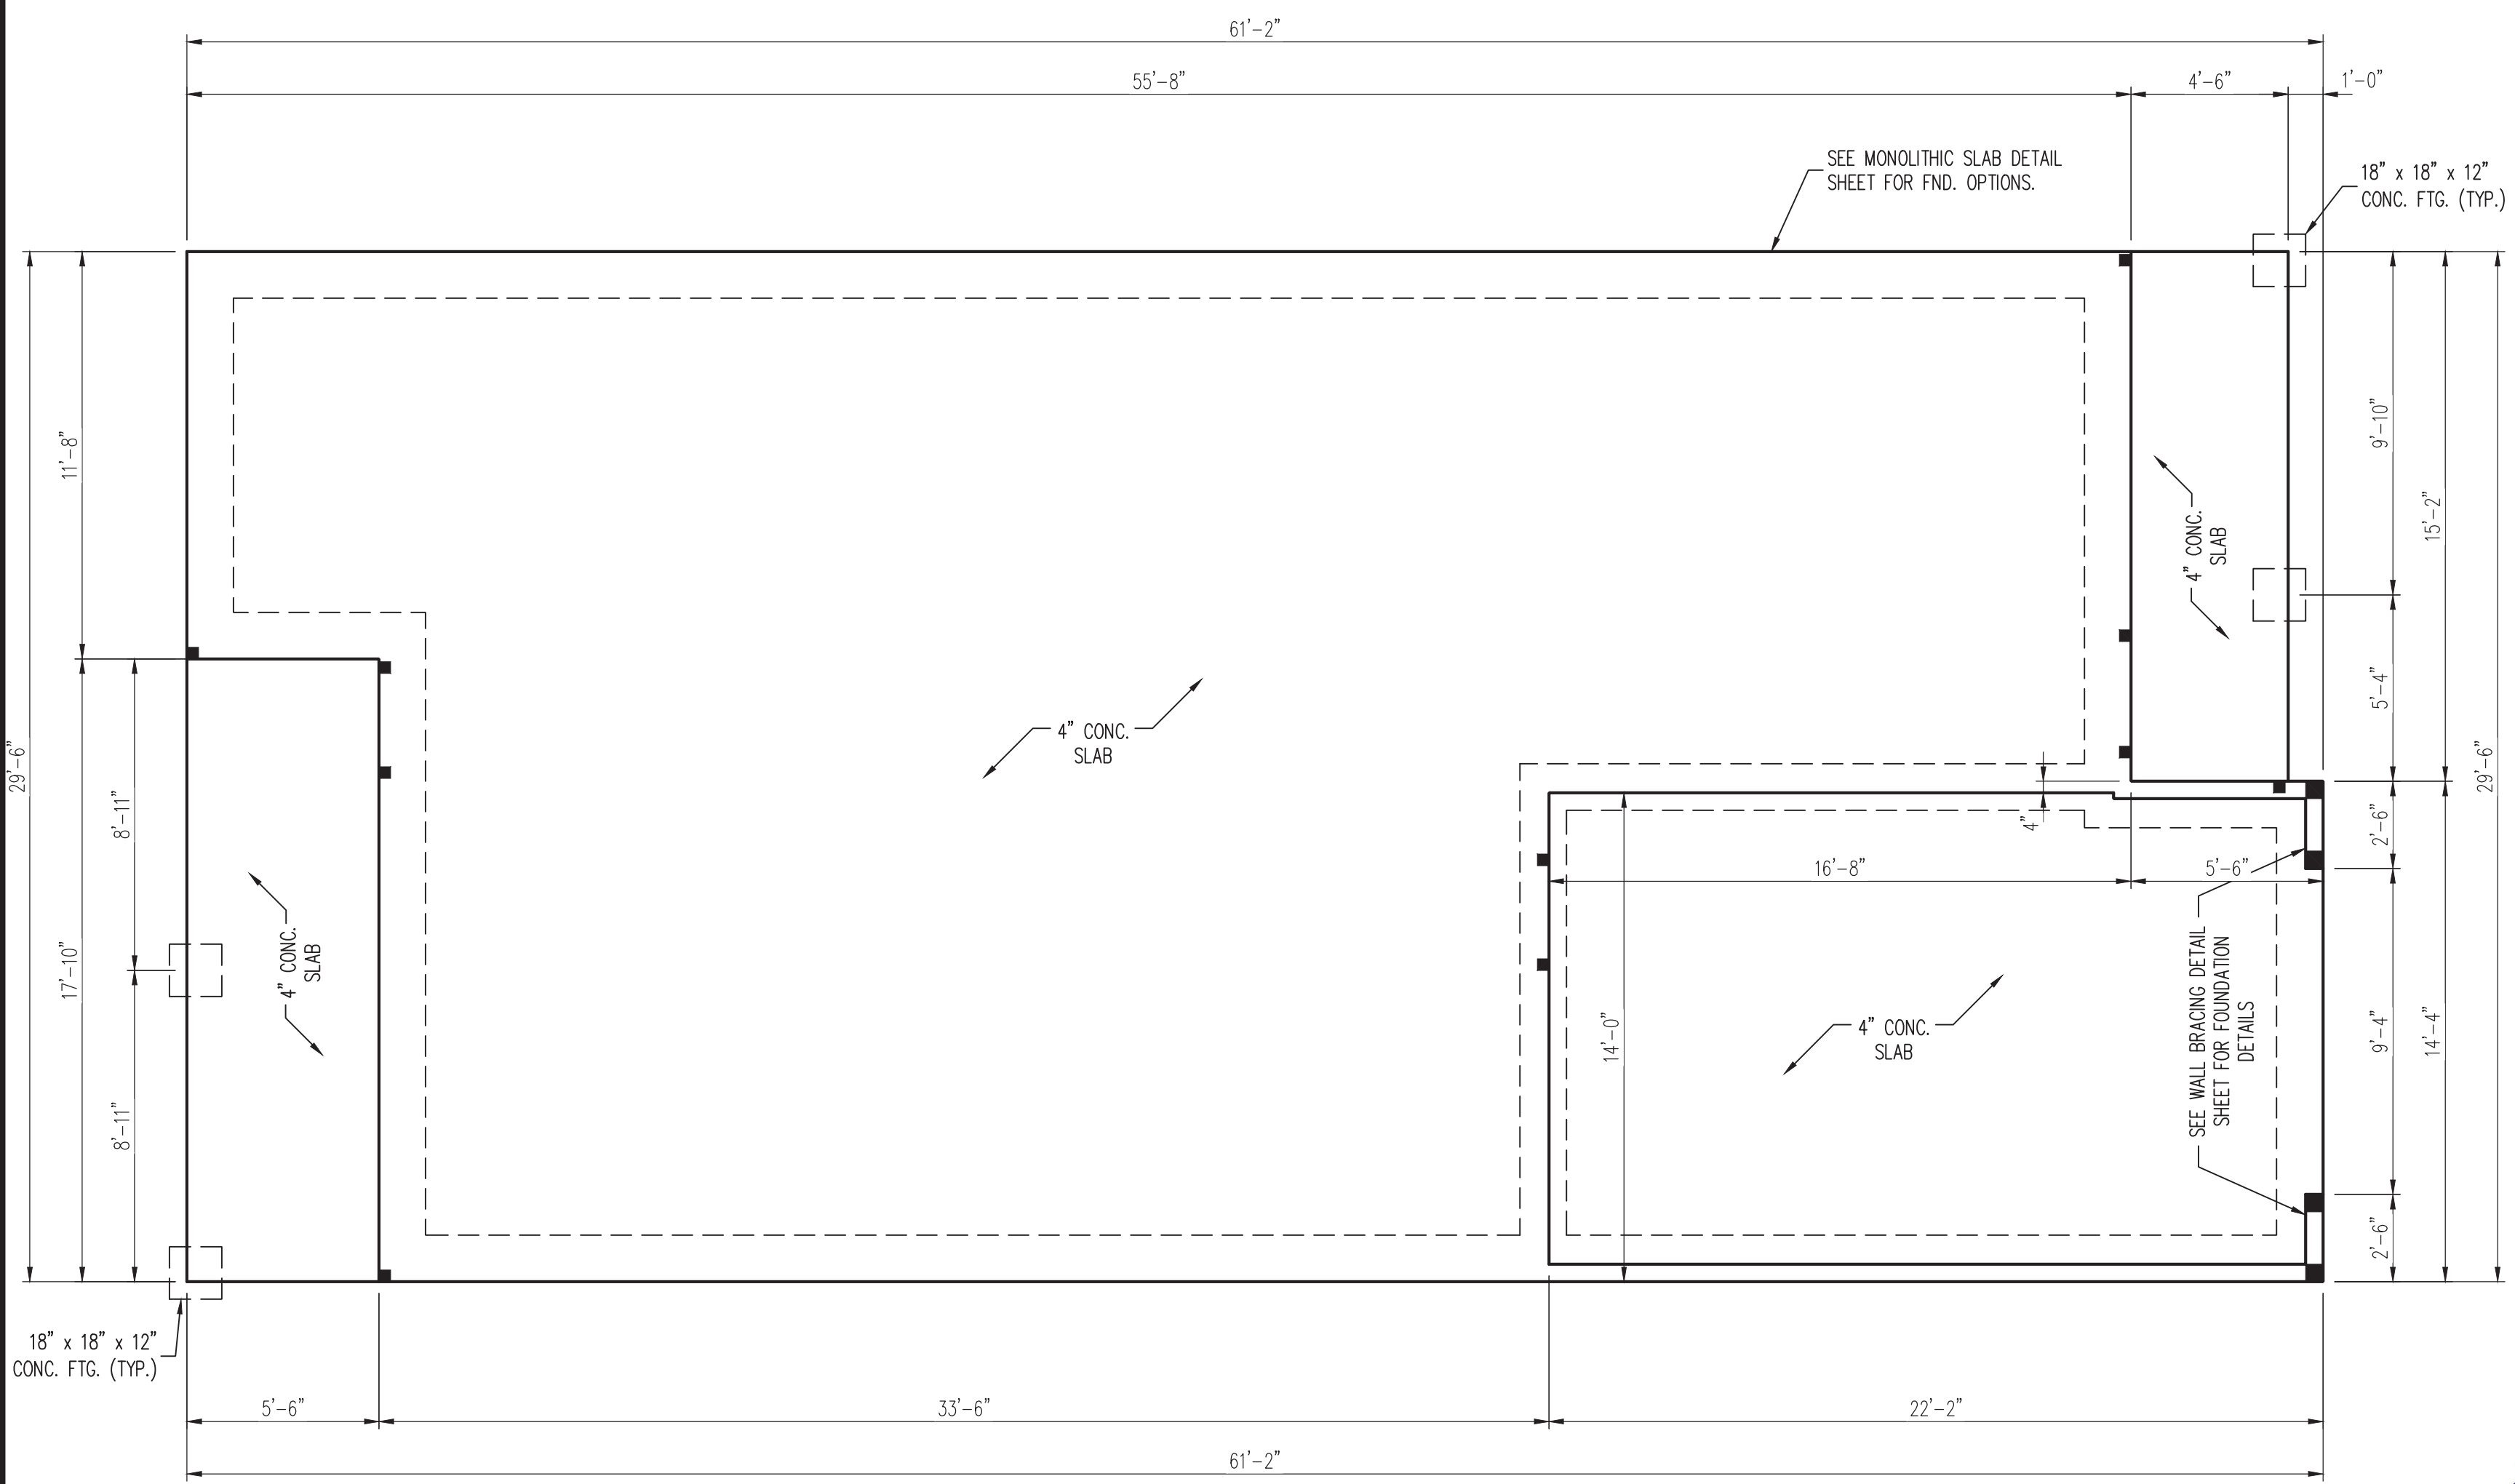 61’-2”
55’-8”
4’-6”
1’-0”
SEE MONOLITHIC SLAB DETAIL
SHEET FOR FND. OPTIONS.
18” x 18” x 12”
CONC. FTG. (TYP.)
11’-8”
9’-10”
15’-2”
4” CONC.
SLAB
5’-4”
29’-6”
4” CONC.
SLAB
29’-6”
8’-11”
4”
2’-6”
16’-8”
5’-6”
17’-10”
4” CONC.
SLAB
14’-0”
4” CONC.
SLAB
SEE WALL BRACING DETAIL
SHEET FOR FOUNDATION
DETAILS
9’-4”
14’-4”
8’-11”
2’-6”
18” x 18” x 12”
CONC. FTG. (TYP.)
5’-6”
33’-6”
22’-2”
61’-2”